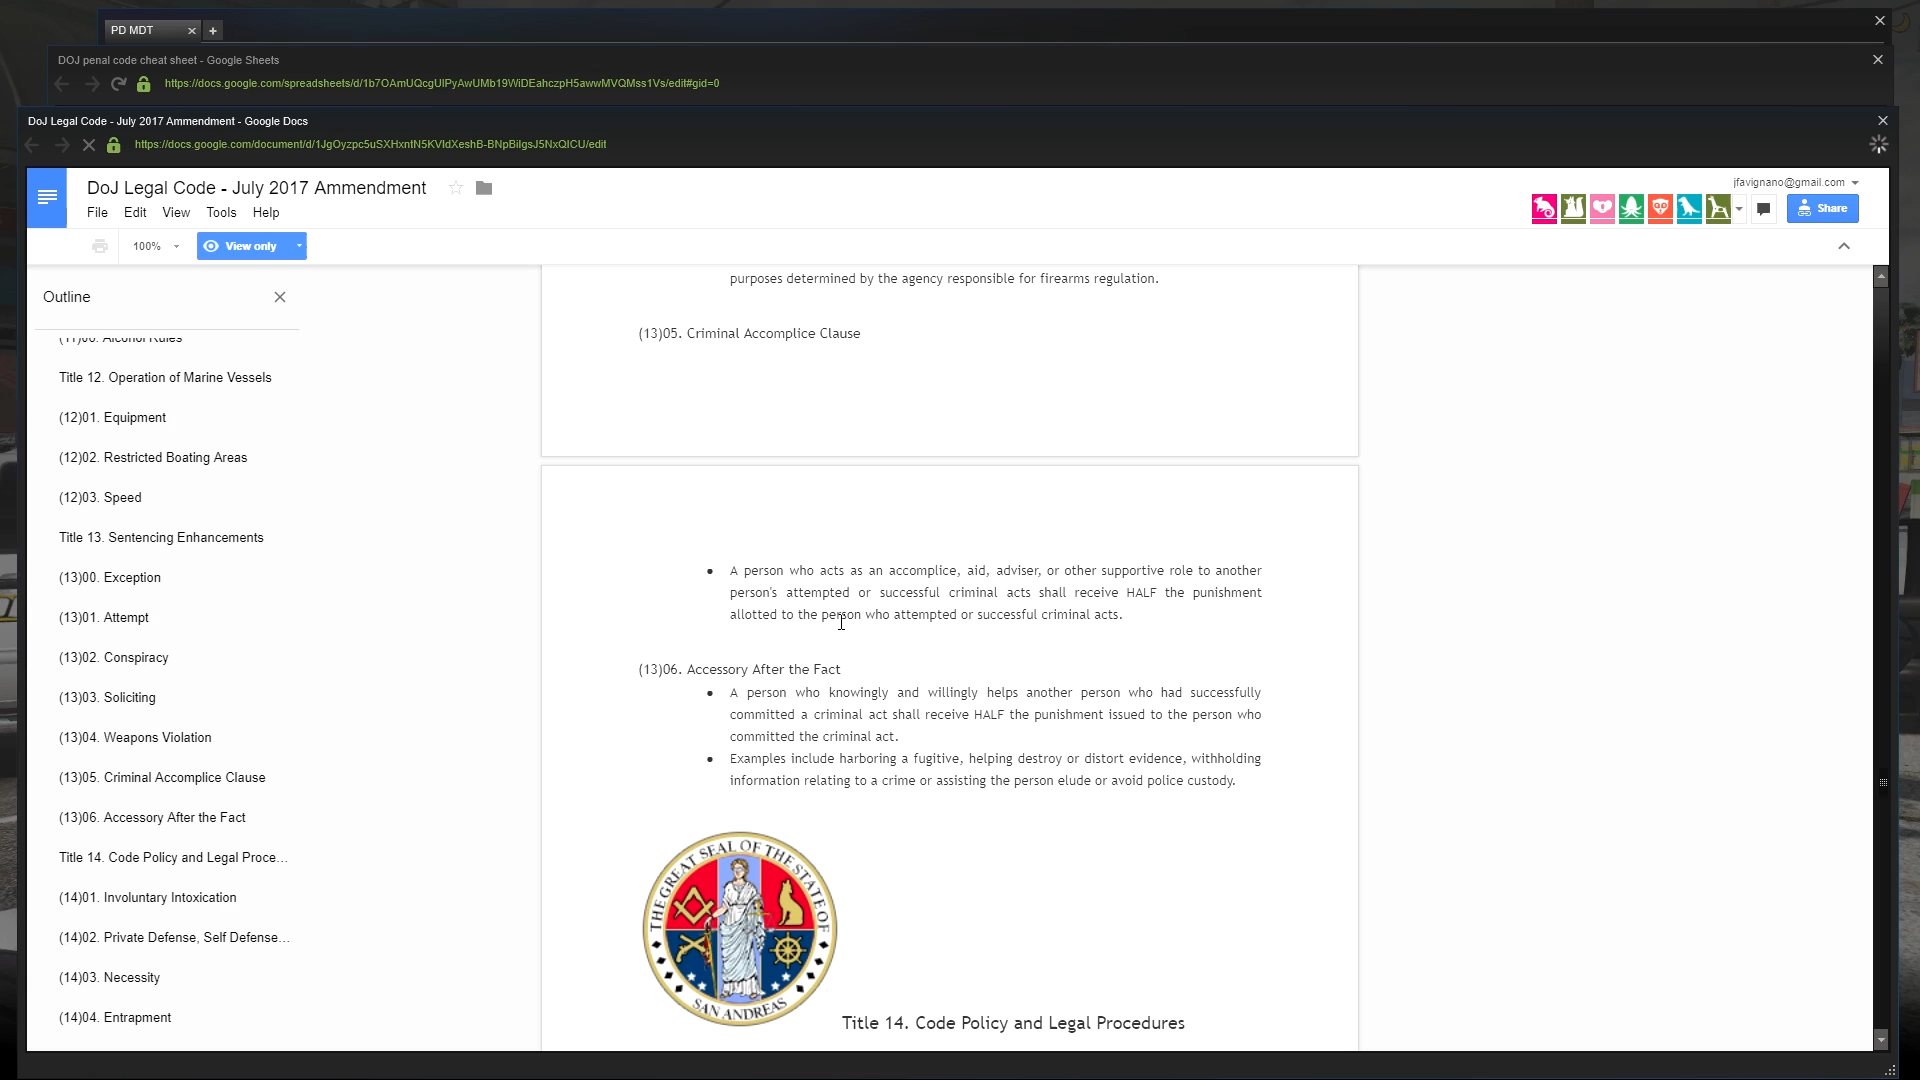 PD MDT
DOJ penal code cheat sheet - Google Sheets
https://docs.google.com/spreadsheets/d/1b7OAmUQcgUlPyAwUMb19WiDEahczpH5awwMVQMss1Vs/edit#gid=0
DoJ Legal Code - July 2017 Ammendment - Google Docs
https://docs.google.com/document/d/1JgOyzpc5uSXHxntN5KVldXeshB-BNpBilgsJ5NxQICU/edit
DoJ Legal Code - July 2017 Ammendment
jfavignano@gmail.com
File Edit View Tools Help
Share
100% View only
Outline
(11)06. Alcohol Rules
Title 12. Operation of Marine Vessels
(12)01. Equipment
(12)02. Restricted Boating Areas
(12)03. Speed
Title 13. Sentencing Enhancements
(13)00. Exception
(13)01. Attempt
(13)02. Conspiracy
(13)03. Soliciting
(13)04. Weapons Violation
(13)05. Criminal Accomplice Clause
(13)06. Accessory After the Fact
Title 14. Code Policy and Legal Proce...
(14)01. Involuntary Intoxication
(14)02. Private Defense, Self Defense...
(14)03. Necessity
(14)04. Entrapment
purposes determined by the agency responsible for firearms regulation.
(13)05. Criminal Accomplice Clause
● A person who acts as an accomplice, aid, adviser, or other supportive role to another
person's attempted or successful criminal acts shall receive HALF the punishment
allotted to the person who attempted or successful criminal acts.
(13)06. Accessory After the Fact
● A person who knowingly and willingly helps another person who had successfully
committed a criminal act shall receive HALF the punishment issued to the person who
committed the criminal act.
● Examples include harboring a fugitive, helping destroy or distort evidence, withholding
information relating to a crime or assisting the person elude or avoid police custody.
THE GREAT SEAL OF THE STATE OF
SAN ANDREAS
Title 14. Code Policy and Legal Procedures